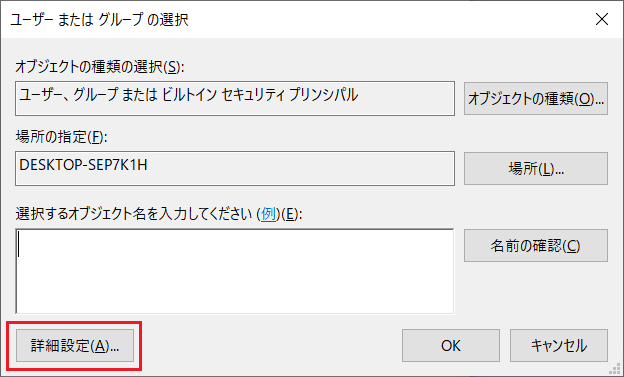 ユーザー または グループ の選択
オブジェクトの種類の選択(S):
ユーザー、グループ または ビルトイン セキュリティ プリンシパル
オブジェクトの種類(O)...
場所の指定(F):
DESKTOP-SEP7K1H
場所(L)...
選択するオブジェクト名を入力してください (例)(E):
名前の確認(C)
詳細設定(A)...
OK
キャンセル